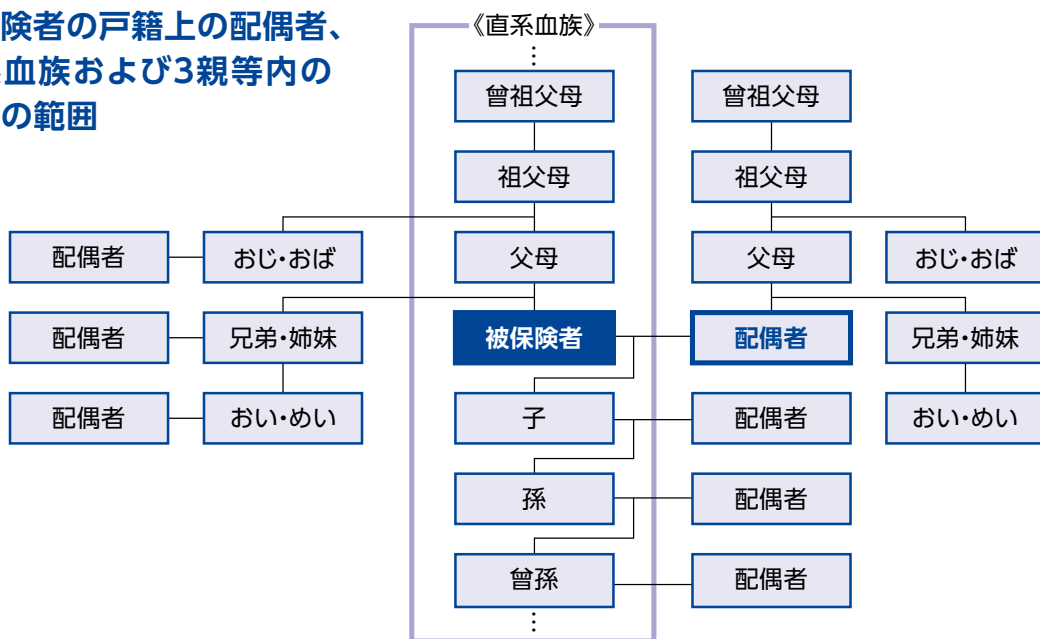 険者の戸籍上の配偶者、
血族および3親等内の
の範囲
《直系血族》
⋮
曾祖父母 曾祖父母
祖父母 祖父母
配偶者 おじ・おば 父母 父母 おじ・おば
配偶者 兄弟・姉妹 被保険者 配偶者 兄弟・姉妹
配偶者 おい・めい 子 配偶者 おい・めい
孫 配偶者
曾孫 配偶者
⋮